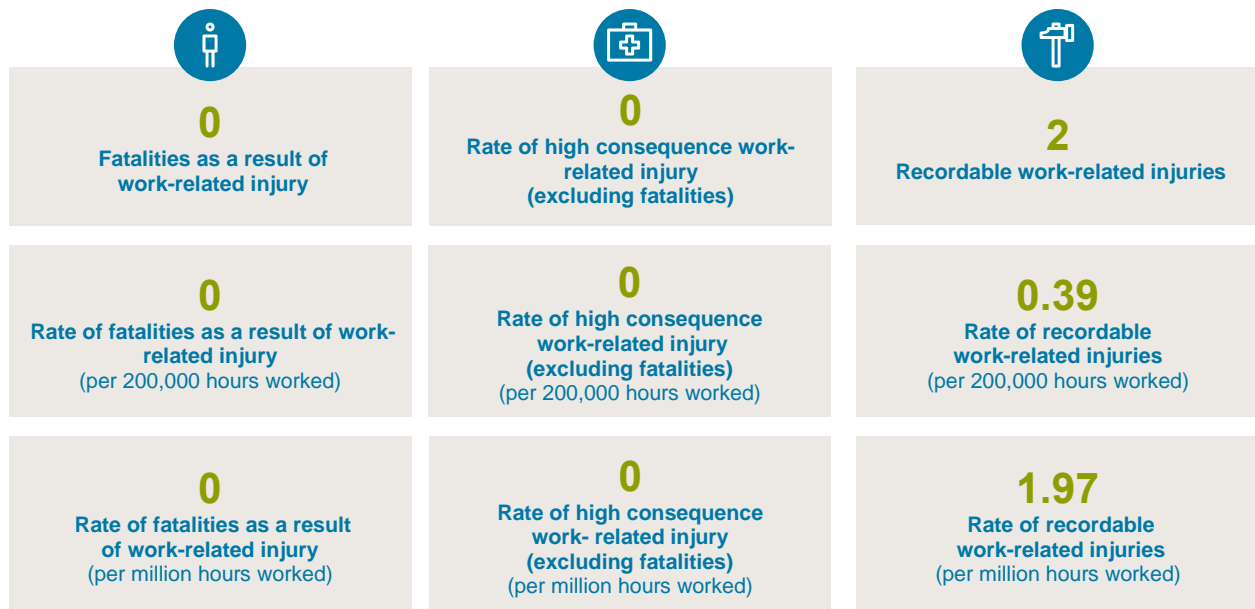 0
Fatalities as a result of
work-related injury
0
Rate of high consequence work-
related injury
(excluding fatalities)
2
Recordable work-related injuries
0
Rate of fatalities as a result of work-
related injury
(per 200,000 hours worked)
0
Rate of high consequence
work-related injury
(excluding fatalities)
(per 200,000 hours worked)
0.39
Rate of recordable
work-related injuries
(per 200,000 hours worked)
0
Rate of fatalities as a result
of work-related injury
(per million hours worked)
0
Rate of high consequence
work- related injury
(excluding fatalities)
(per million hours worked)
1.97
Rate of recordable
work-related injuries
(per million hours worked)